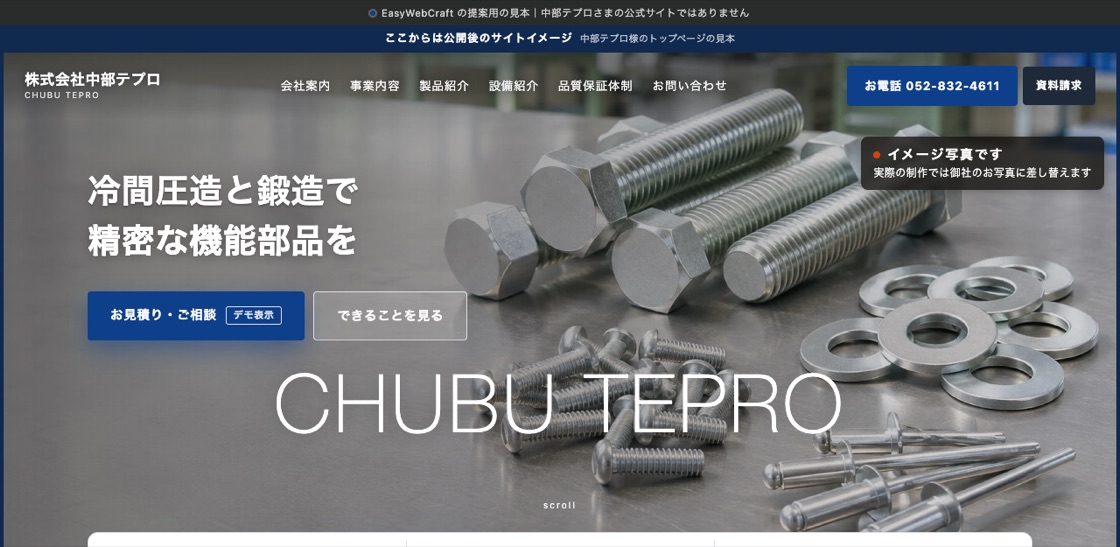 EasyWebCraft の提案用の見本｜中部テプロさまの公式サイトではありません
ここからは公開後のサイトイメージ 中部テプロ様のトップページの見本
株式会社中部テプロ
CHUBU TEPRO
会社案内 事業内容 製品紹介 設備紹介 品質保証体制 お問い合わせ
お電話 052-832-4611
資料請求
イメージ写真です
実際の制作では御社のお写真に差し替えます
冷間圧造と鍛造で
精密な機能部品を
お見積り・ご相談 デモ表示
できることを見る
CHUBU TEPRO
scroll